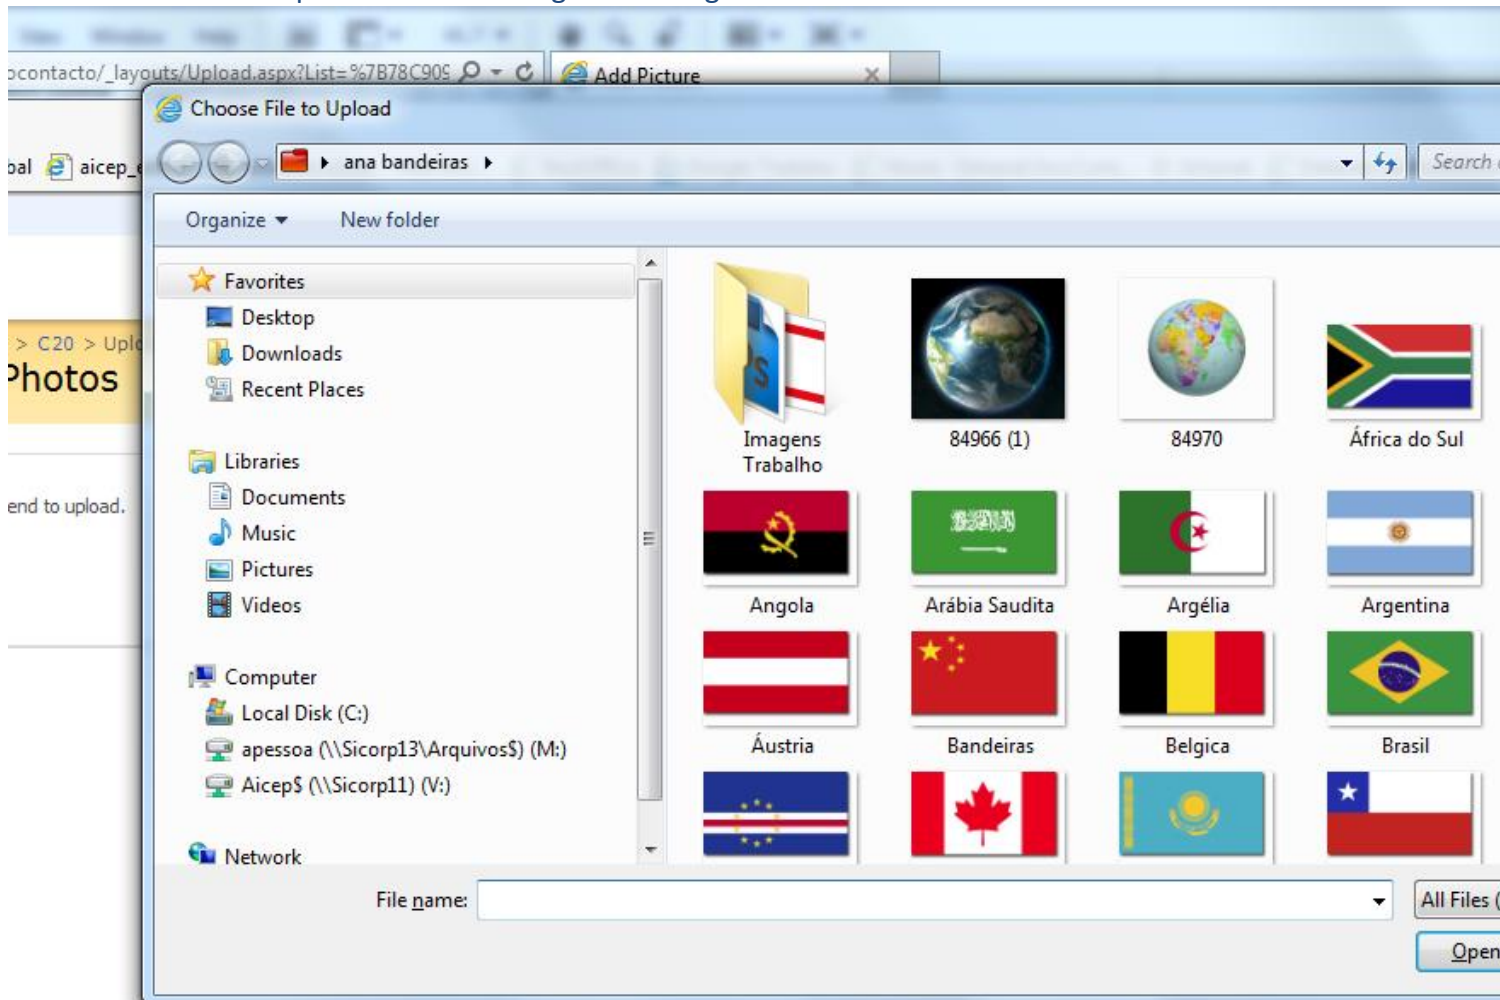 ocontacto/_layouts/Upload.aspx?List=%7B78C909
Add Picture
Choose File to Upload
bal aicep_e
ana bandeiras
Search
Organize New folder
Favorites
Desktop
Downloads
Recent Places
> C20 > Uplo
Photos
Libraries
Documents
Music
Pictures
Videos
end to upload.
Computer
Local Disk (C:)
apessoa (\\Sicorp13\Arquivos$) (M:)
Aicep$ (\\Sicorp11) (V:)
Network
Imagens
Trabalho
84966 (1)
84970
África do Sul
Angola
Arábia Saudita
Argélia
Argentina
Áustria
Bandeiras
Belgica
Brasil
File name:
All Files (
Open